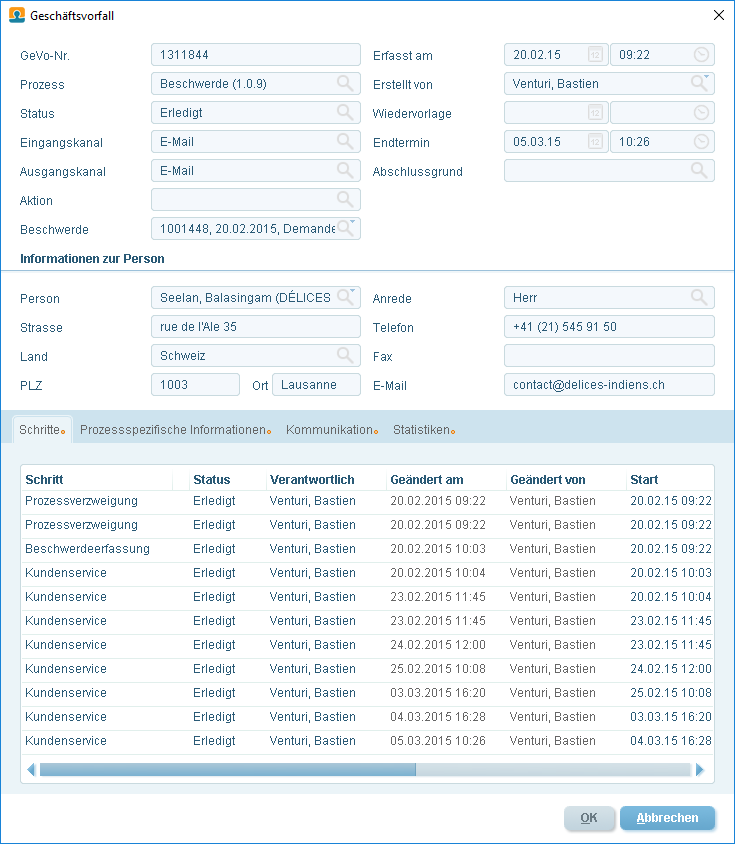 Geschäftsvorfall
GeVo-Nr. 1311844 Erfasst am 20.02.15 12 09:22
Prozess Beschwerde (1.0.9) Erstellt von Venturi, Bastien
Status Erledigt Wiedervorlage 12
Eingangskanal E-Mail Endtermin 05.03.15 12 10:26
Ausgangskanal E-Mail Abschlussgrund
Aktion
Beschwerde 1001448, 20.02.2015, Demande
Informationen zur Person
Person Seelan, Balasingam (DÉLICES Anrede Herr
Strasse rue de l'Ale 35 Telefon +41 (21) 545 91 50
Land Schweiz Fax
PLZ 1003 Ort Lausanne E-Mail contact@delices-indiens.ch
Schritte Prozessspezifische Informationen Kommunikation Statistiken
Schritt Status Verantwortlich Geändert am Geändert von Start
Prozessverzweigung Erledigt Venturi, Bastien 20.02.2015 09:22 Venturi, Bastien 20.02.15 09:22
Prozessverzweigung Erledigt Venturi, Bastien 20.02.2015 09:22 Venturi, Bastien 20.02.15 09:22
Beschwerdeerfassung Erledigt Venturi, Bastien 20.02.2015 10:03 Venturi, Bastien 20.02.15 09:22
Kundenservice Erledigt Venturi, Bastien 20.02.2015 10:04 Venturi, Bastien 20.02.15 10:03
Kundenservice Erledigt Venturi, Bastien 23.02.2015 11:45 Venturi, Bastien 20.02.15 10:04
Kundenservice Erledigt Venturi, Bastien 23.02.2015 11:45 Venturi, Bastien 23.02.15 11:45
Kundenservice Erledigt Venturi, Bastien 24.02.2015 12:00 Venturi, Bastien 23.02.15 11:45
Kundenservice Erledigt Venturi, Bastien 25.02.2015 10:08 Venturi, Bastien 24.02.15 12:00
Kundenservice Erledigt Venturi, Bastien 03.03.2015 16:20 Venturi, Bastien 25.02.15 10:08
Kundenservice Erledigt Venturi, Bastien 04.03.2015 16:28 Venturi, Bastien 03.03.15 16:20
Kundenservice Erledigt Venturi, Bastien 05.03.2015 10:26 Venturi, Bastien 04.03.15 16:28
OK Abbrechen